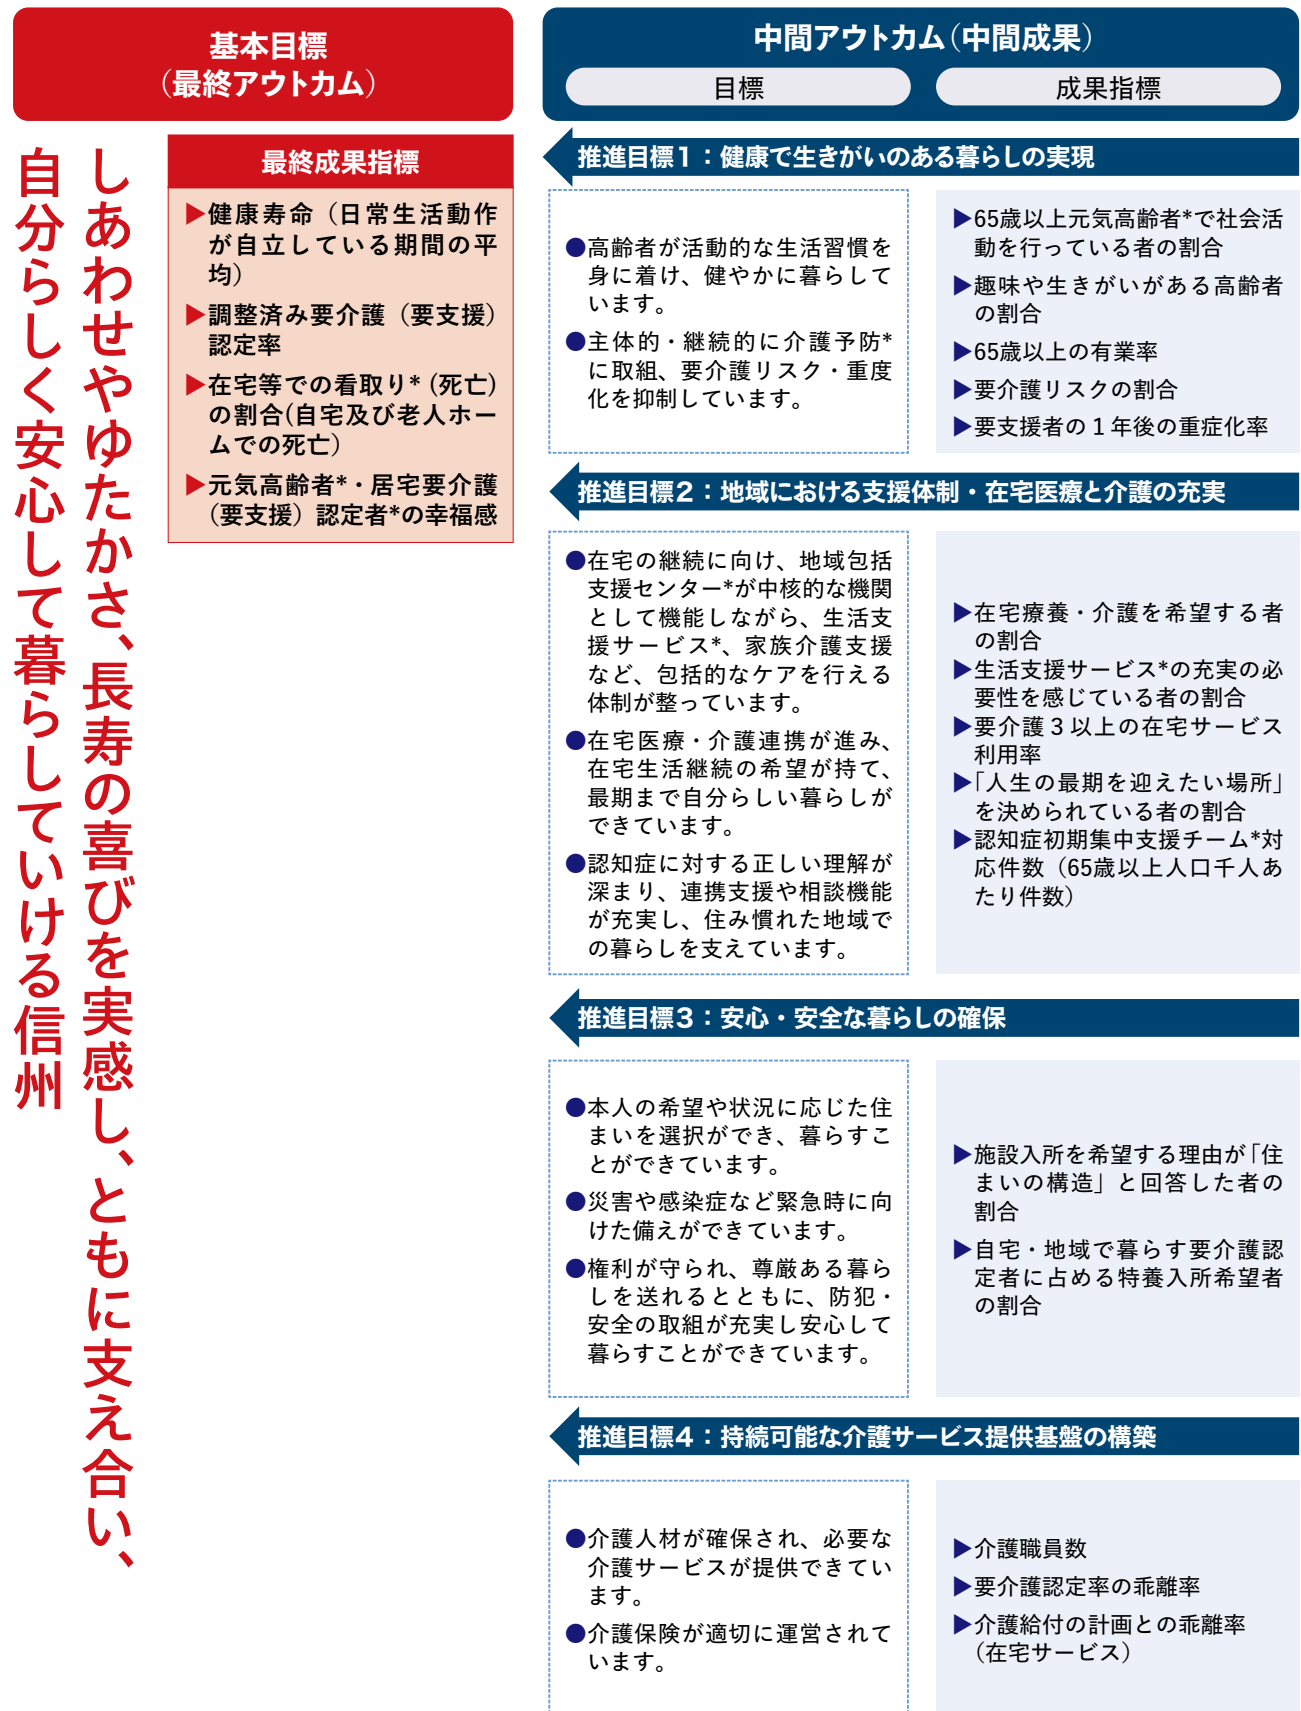 基本目標
（最終アウトカム）
しあわせやゆたかさ、長寿の喜びを実感し、ともに支え合い、
自分らしく安心して暮らしていける信州
最終成果指標
▶健康寿命（日常生活動作
が自立している期間の平
均）
▶調整済み要介護（要支援）
認定率
▶在宅等での看取り*（死亡）
の割合(自宅及び老人ホー
ムでの死亡）
▶元気高齢者*・居宅要介護
（要支援）認定者*の幸福感
中間アウトカム（中間成果）
目標
成果指標
推進目標1：健康で生きがいのある暮らしの実現
●高齢者が活動的な生活習慣を
身に着け、健やかに暮らして
います。
●主体的・継続的に介護予防*
に取組、要介護リスク・重度
化を抑制しています。
▶65歳以上元気高齢者*で社会活
動を行っている者の割合
▶趣味や生きがいがある高齢者
の割合
▶65歳以上の有業率
▶要介護リスクの割合
▶要支援者の１年後の重症化率
推進目標2：地域における支援体制・在宅医療と介護の充実
●在宅の継続に向け、地域包括
支援センター*が中核的な機関
として機能しながら、生活支
援サービス*、家族介護支援
など、包括的なケアを行える
体制が整っています。
●在宅医療・介護連携が進み、
在宅生活継続の希望が持て、
最期まで自分らしい暮らしが
できています。
●認知症に対する正しい理解が
深まり、連携支援や相談機能
が充実し、住み慣れた地域で
の暮らしを支えています。
▶在宅療養・介護を希望する者
の割合
▶生活支援サービス*の充実の必
要性を感じている者の割合
▶要介護３以上の在宅サービス
利用率
▶「人生の最期を迎えたい場所」
を決められている者の割合
▶認知症初期集中支援チーム*対
応件数（65歳以上人口千人あ
たり件数）
推進目標3：安心・安全な暮らしの確保
●本人の希望や状況に応じた住
まいを選択ができ、暮らすこ
とができています。
●災害や感染症など緊急時に向
けた備えができています。
●権利が守られ、尊厳ある暮ら
しを送れるとともに、防犯・
安全の取組が充実し安心して
暮らすことができています。
▶施設入所を希望する理由が「住
まいの構造」と回答した者の
割合
▶自宅・地域で暮らす要介護認
定者に占める特養入所希望者
の割合
推進目標4：持続可能な介護サービス提供基盤の構築
●介護人材が確保され、必要な
介護サービスが提供できてい
ます。
●介護保険が適切に運営されて
います。
▶介護職員数
▶要介護認定率の乖離率
▶介護給付の計画との乖離率
（在宅サービス）